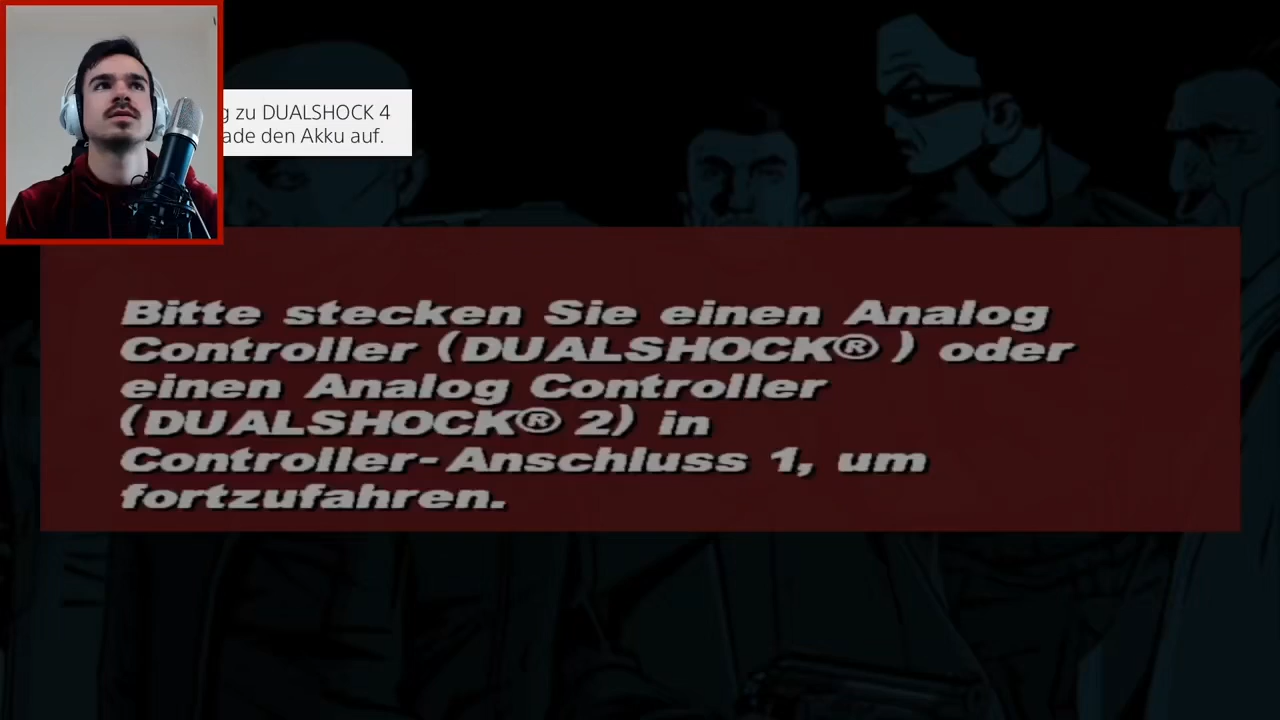 zu DUALSHOCK 4
den Akku auf.
Bitte stecken Sie einen Analog
Controller (DUALSHOCK® ) oder
einen Analog Controller
(DUALSHOCK® 2) in
Controller-Anschluss 1, um
fortzufahren.